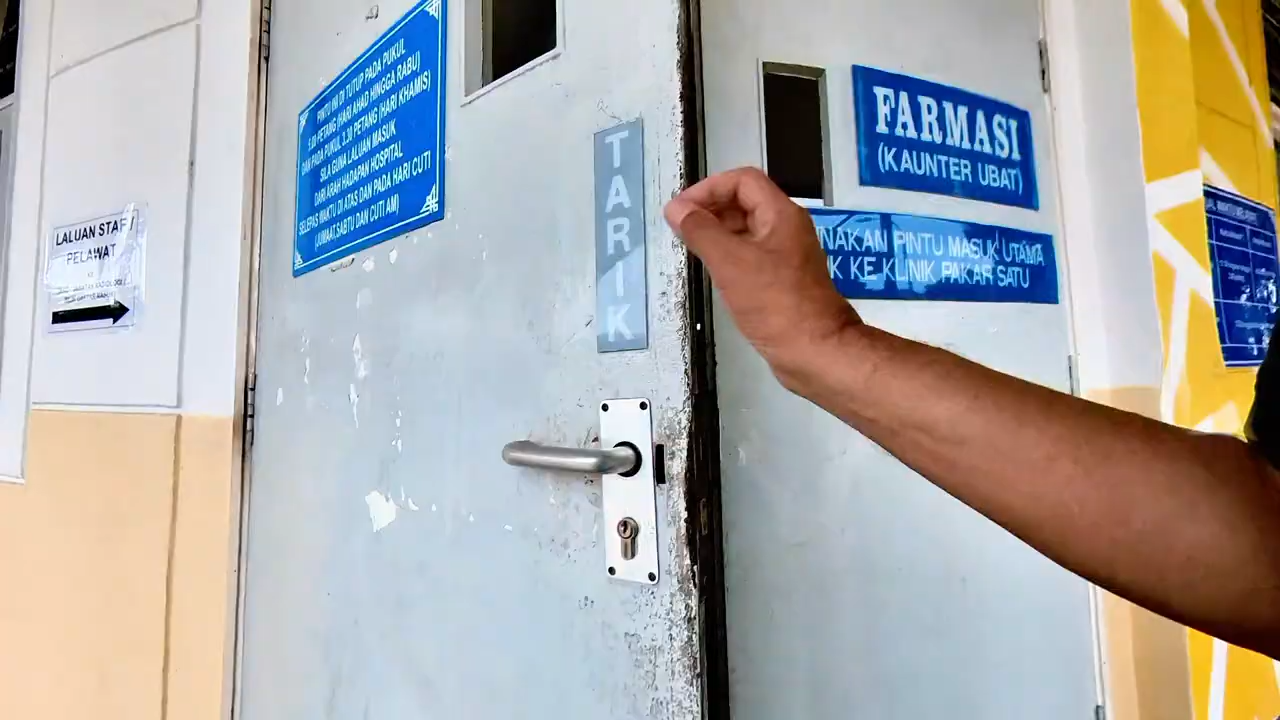 LALUAN STAF /
PELAWAT
PINTU INI DI TUTUP PADA PUKUL
5.00 PETANG (HARI AHAD HINGGA RABU)
DAN PADA PUKUL 3.30 PETANG (HARI KHAMIS)
SILA GUNA LALUAN MASUK
DARI ARAH HADAPAN HOSPITAL
SELEPAS WAKTU DI ATAS DAN PADA HARI CUTI
(JUMAAT,SABTU DAN CUTI AM)
TARIK
FARMASI
(KAUNTER UBAT)
NAKAN PINTU MASUK UTAMA
K KE KLINIK PAKAR SATU